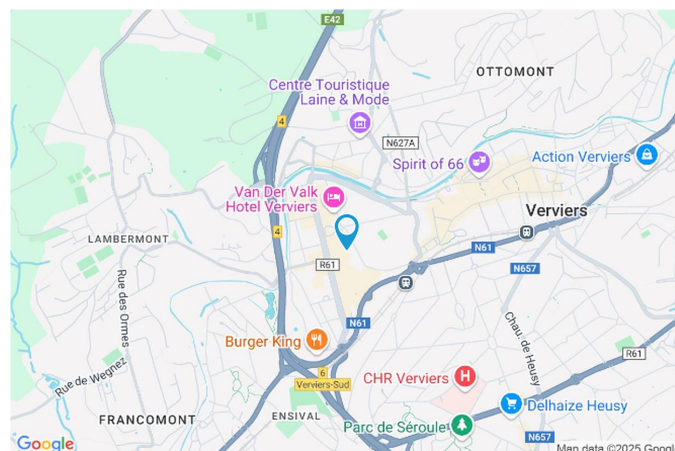 E42
OTTOMONT
Centre Touristique
Laine & Mode
4
N627A
Spirit of 66
Action Verviers
Van Der Valk
Hotel Verviers
Verviers
4
LAMBERMONT
N61
R61
N657
Rue des Ormes
N61
Chau. de Heusy
Burger King
R61
6
Verviers-Sud
CHR Verviers
H
Rue de Wegnez
Delhaize Heusy
FRANCOMONT
ENSIVAL
Parc de Séroule
N657
Google
Map data ©2025 Google